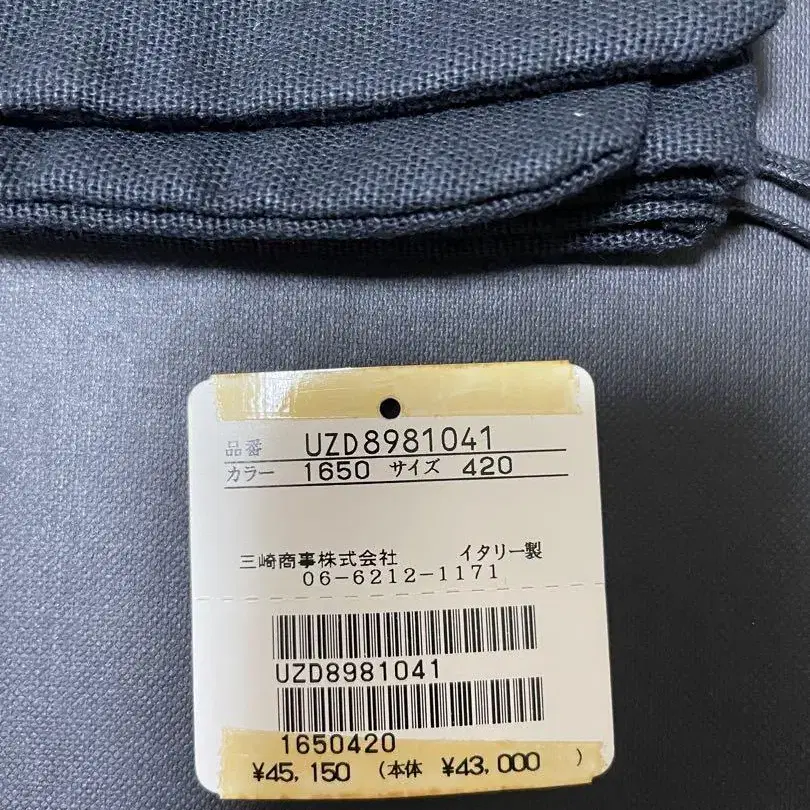 品番 UZD8981041
カラー 1650 サイズ 420
三崎商事株式会社 イタリー製
06-6212-1171
UZD8981041
1650420
¥45,150 (本体 ¥43,000 )